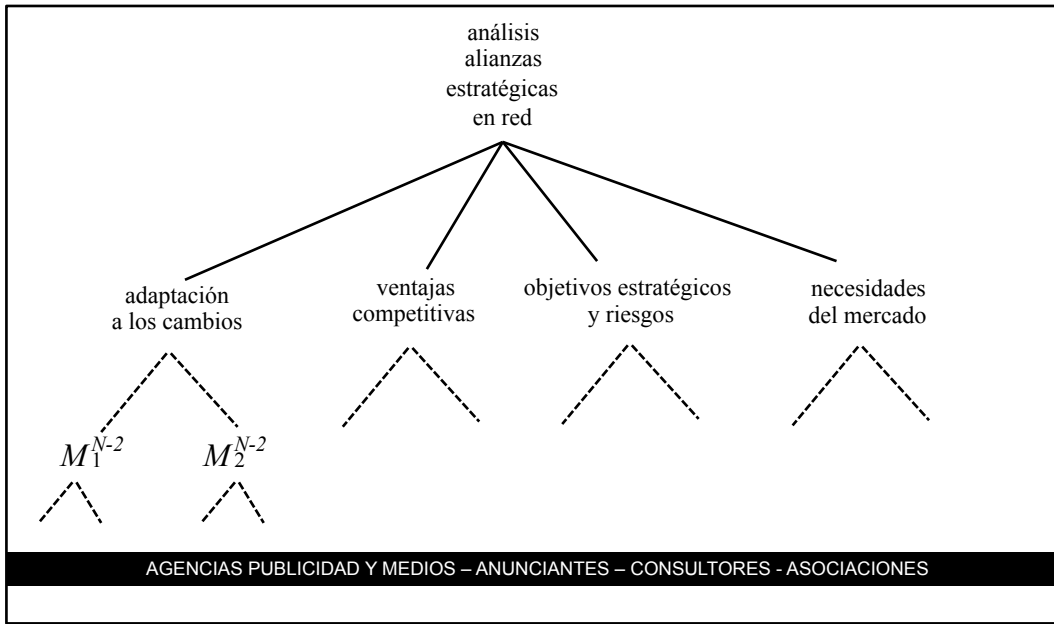 análisis
alianzas
estratégicas
en red
adaptación
a los cambios
ventajas
competitivas
objetivos estratégicos
y riesgos
necesidades
del mercado
M₁ᴺ⁻²
M₂ᴺ⁻²
AGENCIAS PUBLICIDAD Y MEDIOS – ANUNCIANTES – CONSULTORES - ASOCIACIONES